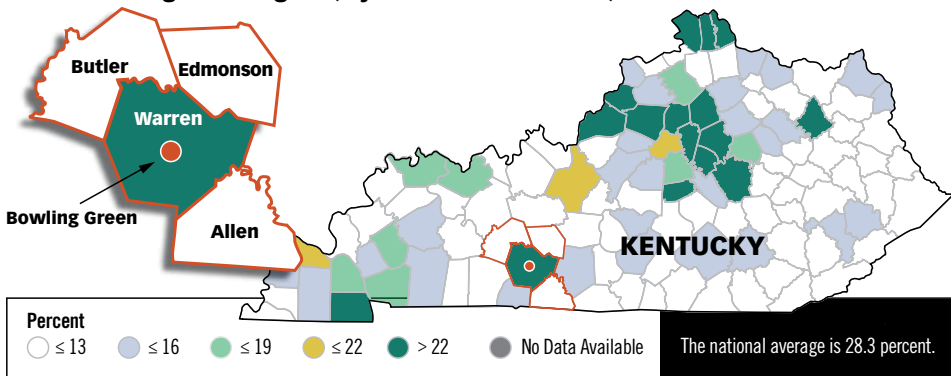 Butler
Edmonson
Warren
Bowling Green
Allen
KENTUCKY
Percent
≤ 13
≤ 16
≤ 19
≤ 22
> 22
No Data Available
The national average is 28.3 percent.